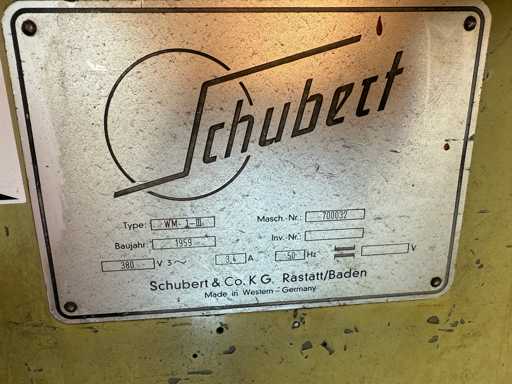 Schubert
Type: WM-I-III Masch.-Nr.: 700032
Baujahr: 1959 Inv.-Nr.:
380 V 3~ 3,4 A 50 Hz V
Schubert & Co. K G. Rastatt/Baden
Made in Western - Germany